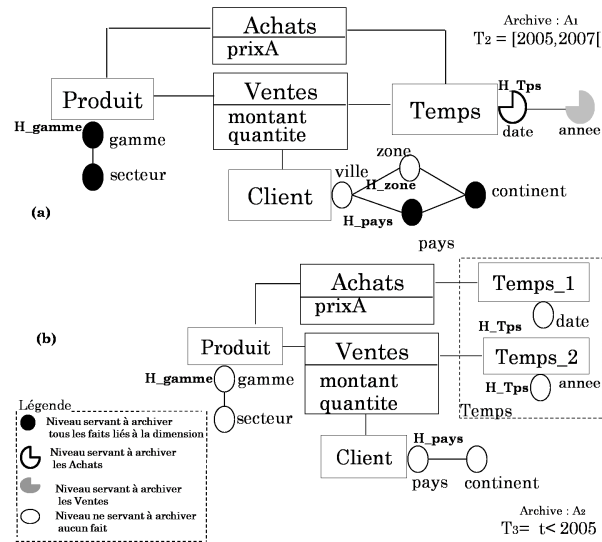 Achats
prixA
Archive : A1
T2 = [2005,2007[
Produit
Ventes
montant
quantite
Temps
H_Tps
date
annee
H_gamme
gamme
secteur
(a)
Client
ville
zone
H_zone
H_pays
pays
continent
(b)
Achats
prixA
Temps_1
H_Tps
date
Produit
Ventes
montant
quantite
Temps_2
H_Tps
annee
Temps
H_gamme
gamme
secteur
Client
H_pays
pays
continent
Légende
Niveau servant à archiver
tous les faits liés à la dimension
Niveau servant à archiver
les Achats
Niveau servant à archiver
les Ventes
Niveau ne servant à archiver
aucun fait
Archive : A2
T3= t< 2005